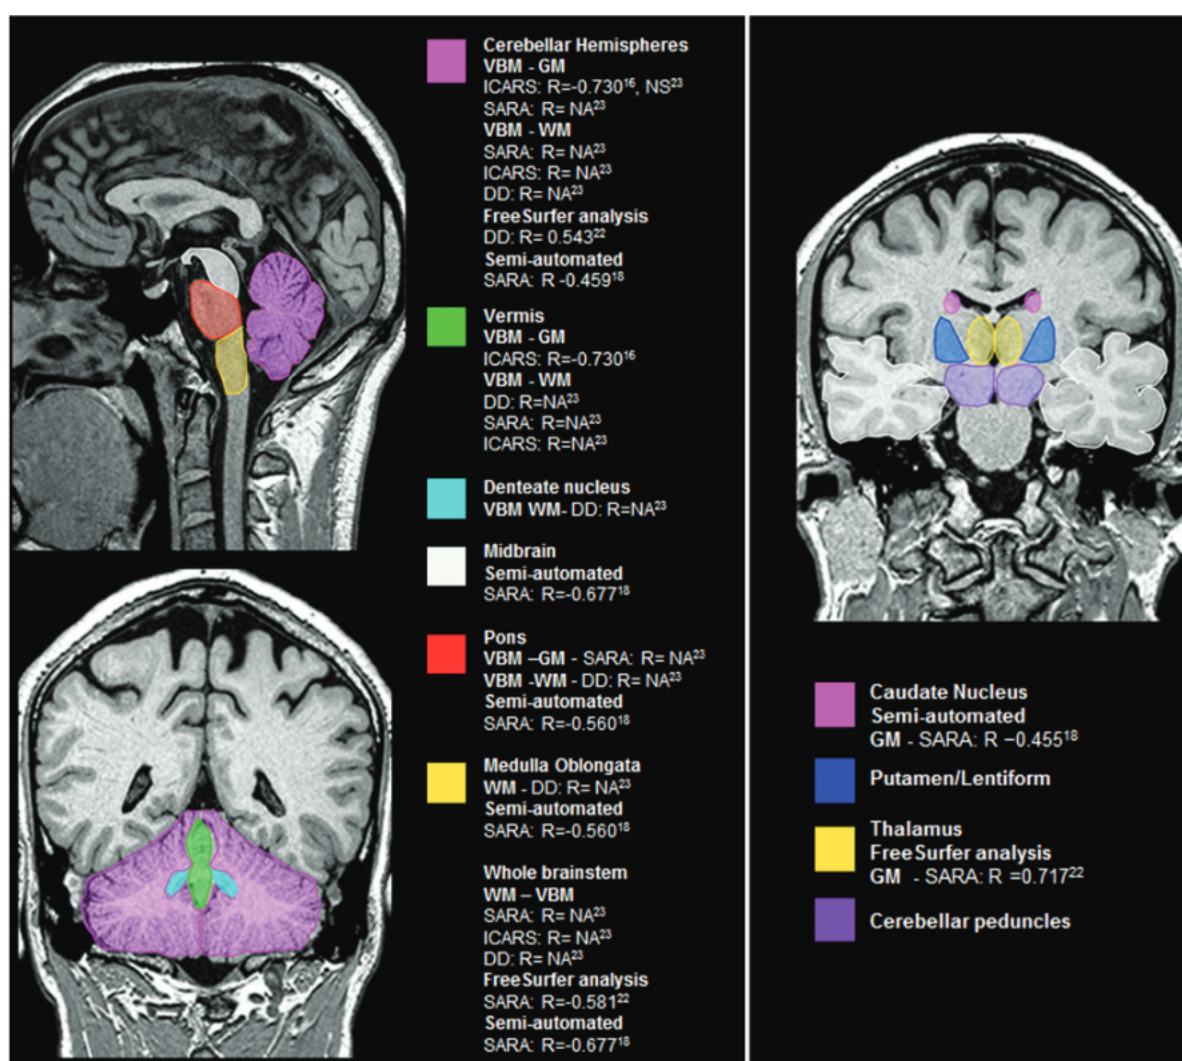 Cerebellar Hemispheres
VBM - GM
ICARS: R=-0.730¹⁶, NS²³
SARA: R= NA²³
VBM - WM
SARA: R= NA²³
ICARS: R= NA²³
DD: R= NA²³
FreeSurfer analysis
DD: R= 0.543²²
Semi-automated
SARA: R -0.459¹⁸
Vermis
VBM - GM
ICARS: R=-0.730¹⁶
VBM - WM
DD: R=NA²³
SARA: R=NA²³
ICARS: R=NA²³
Denteate nucleus
VBM WM- DD: R=NA²³
Midbrain
Semi-automated
SARA: R=-0.677¹⁸
Pons
VBM –GM - SARA: R= NA²³
VBM -WM - DD: R= NA²³
Semi-automated
SARA: R=-0.560¹⁸
Medulla Oblongata
WM - DD: R= NA²³
Semi-automated
SARA: R=-0.560¹⁸
Whole brainstem
WM – VBM
SARA: R= NA²³
ICARS: R= NA²³
DD: R= NA²³
FreeSurfer analysis
SARA: R=-0.581²²
Semi-automated
SARA: R=-0.677¹⁸
Caudate Nucleus
Semi-automated
GM - SARA: R −0.455¹⁸
Putamen/Lentiform
Thalamus
FreeSurfer analysis
GM - SARA: R =0.717²²
Cerebellar peduncles